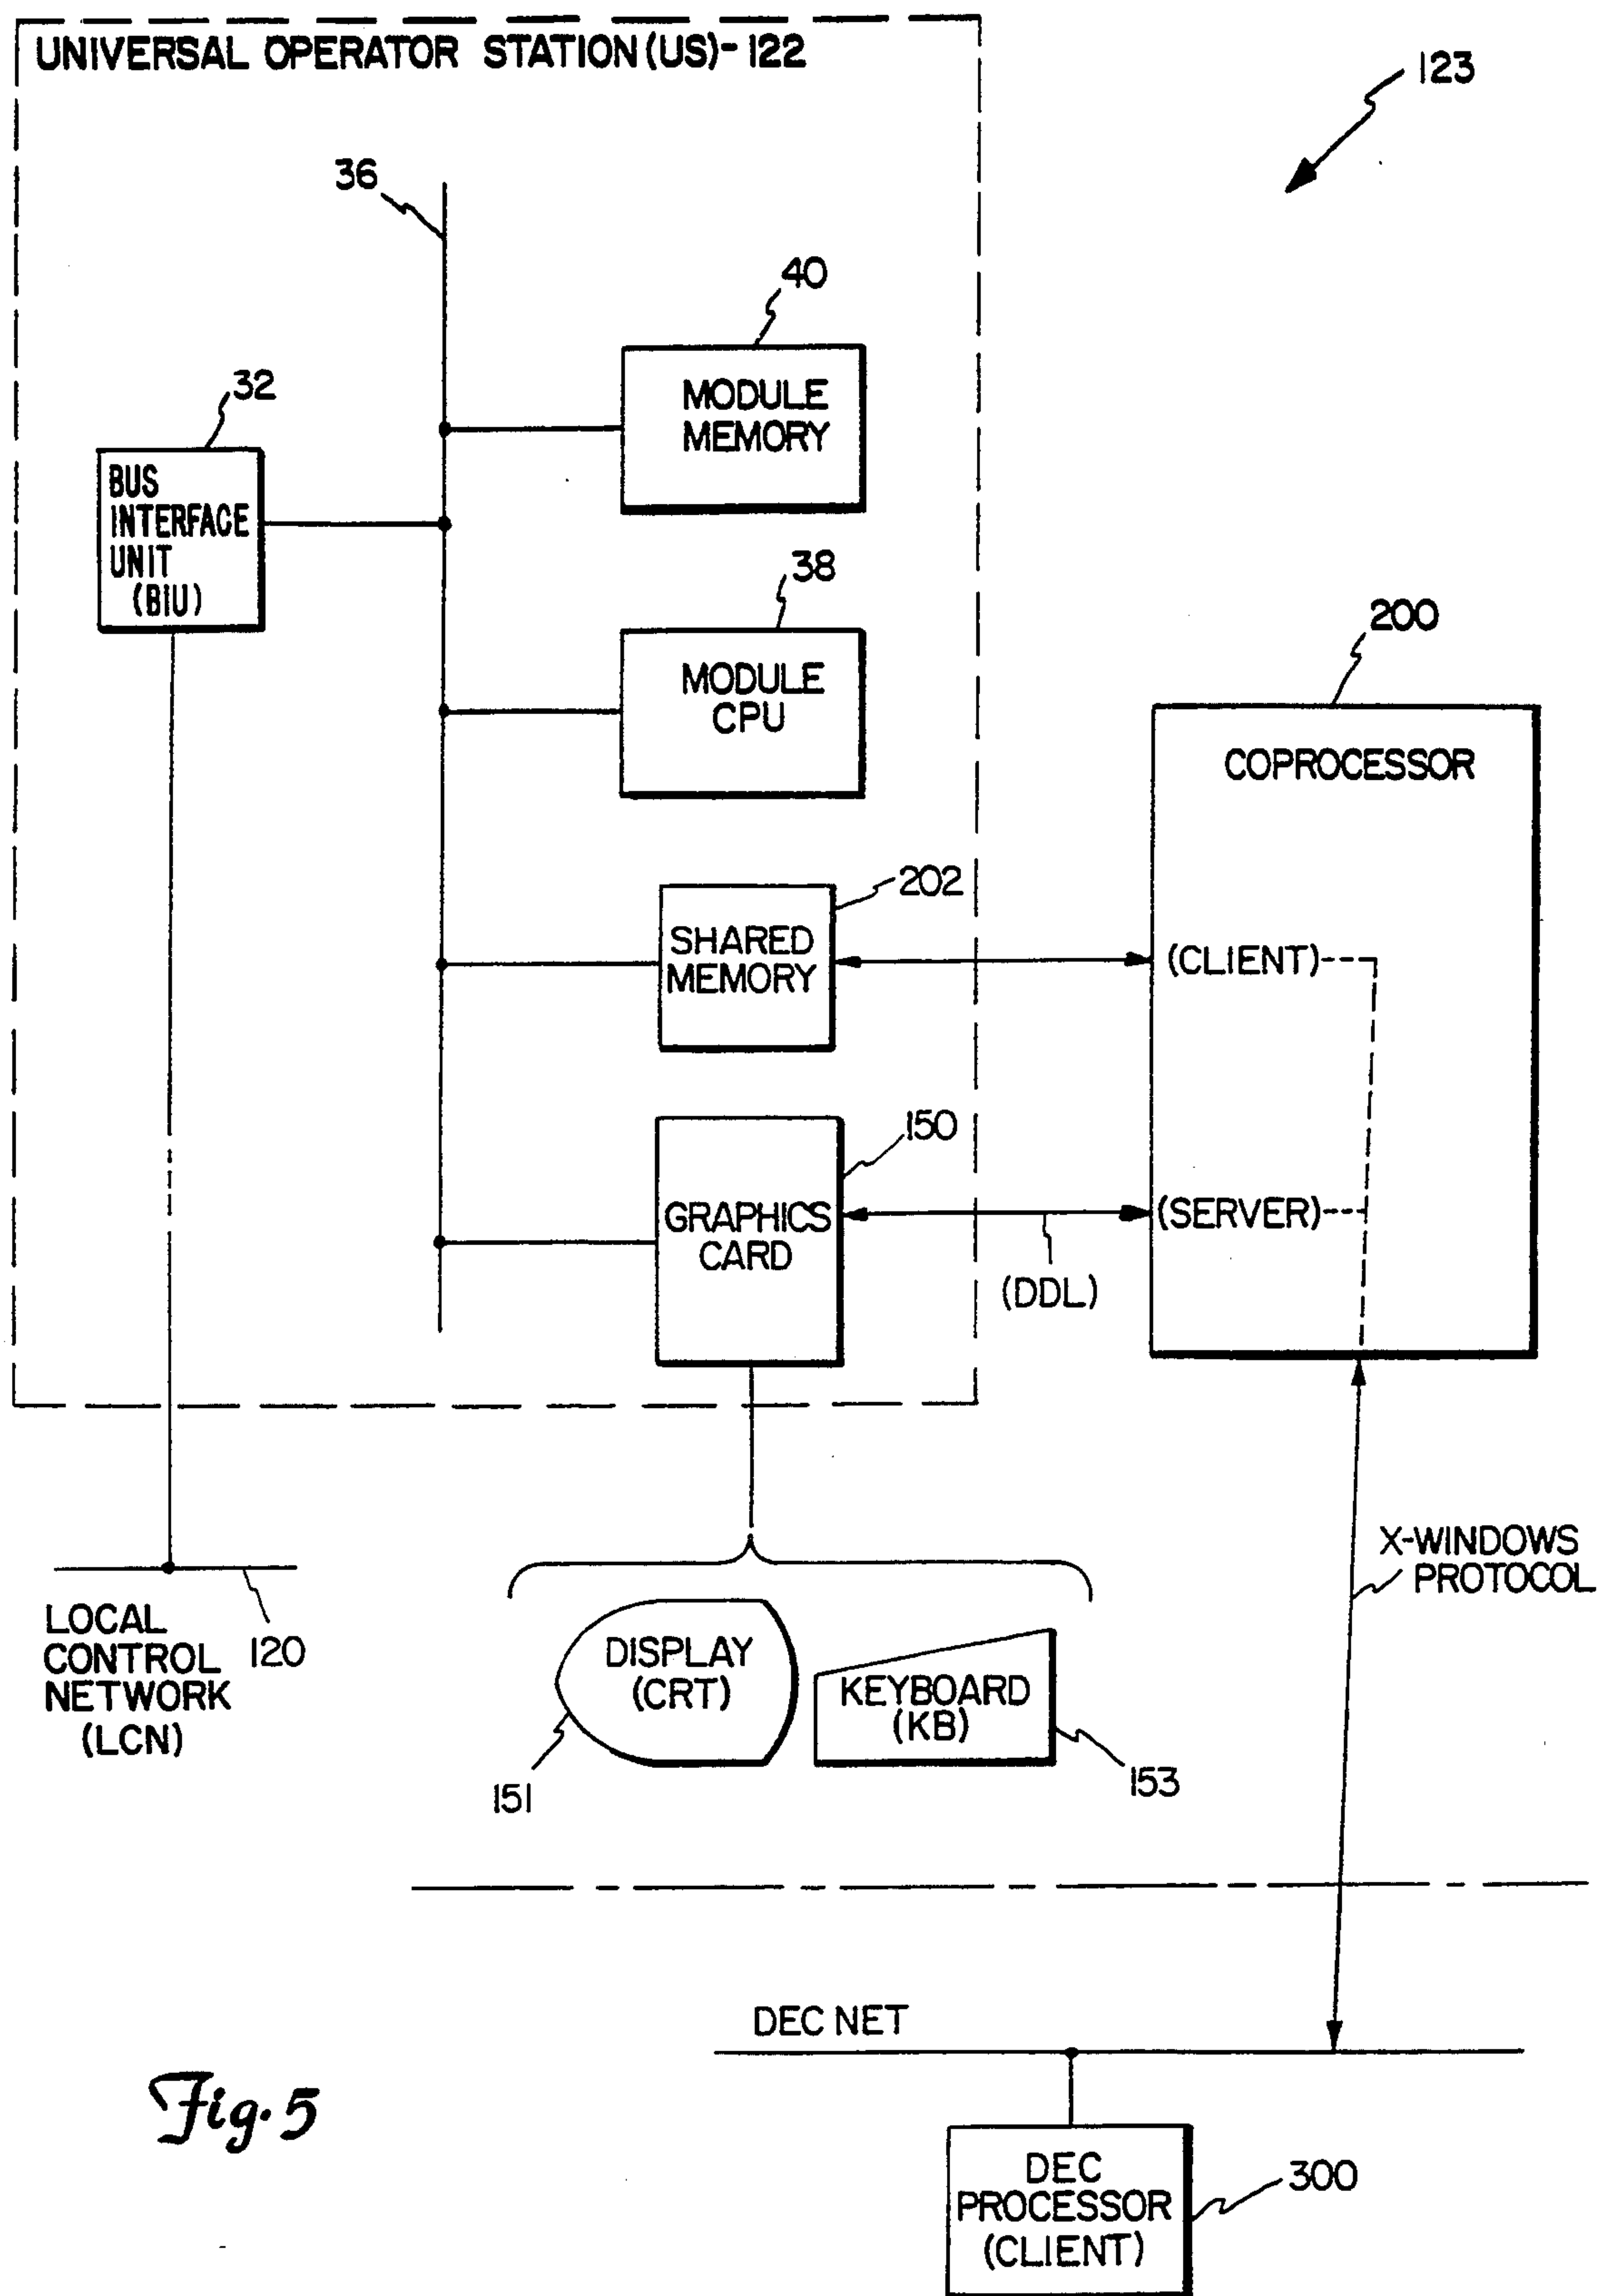 UNIVERSAL OPERATOR STATION (US)-122
123
36
40
MODULE
MEMORY
32
BUS
INTERFACE
UNIT
(BIU)
38
MODULE
CPU
200
COPROCESSOR
202
SHARED
MEMORY
(CLIENT)
150
GRAPHICS
CARD
(SERVER)
(DDL)
X-WINDOWS
PROTOCOL
LOCAL
CONTROL
NETWORK
(LCN)
120
DISPLAY
(CRT)
KEYBOARD
(KB)
151
153
DEC NET
Fig. 5
DEC
PROCESSOR
(CLIENT)
300